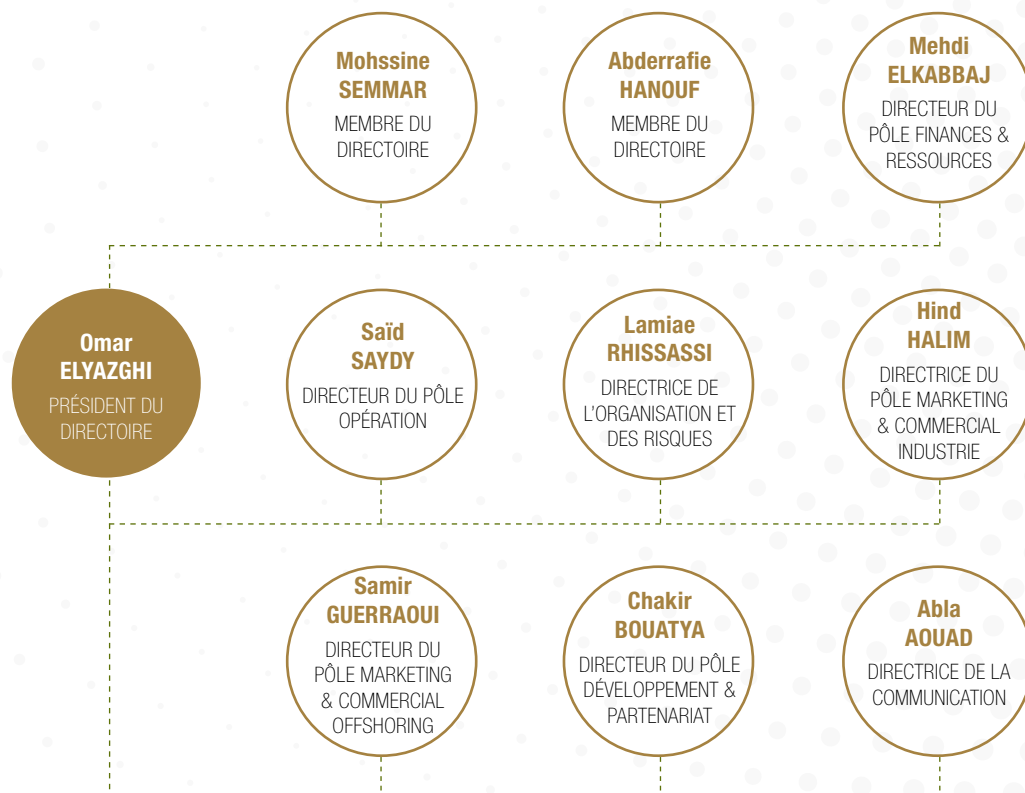 Mohssine
SEMMAR
MEMBRE DU
DIRECTOIRE
Abderrafie
HANOUF
MEMBRE DU
DIRECTOIRE
Mehdi
ELKABBAJ
DIRECTEUR DU
PÔLE FINANCES &
RESSOURCES
Omar
ELYAZGHI
PRÉSIDENT DU
DIRECTOIRE
Saïd
SAYDY
DIRECTEUR DU PÔLE
OPÉRATION
Lamiae
RHISSASSI
DIRECTRICE DE
L'ORGANISATION ET
DES RISQUES
Hind
HALIM
DIRECTRICE DU
PÔLE MARKETING
& COMMERCIAL
INDUSTRIE
Samir
GUERRAOUI
DIRECTEUR DU
PÔLE MARKETING
& COMMERCIAL
OFFSHORING
Chakir
BOUATYA
DIRECTEUR DU PÔLE
DÉVELOPPEMENT &
PARTENARIAT
Abla
AOUAD
DIRECTRICE DE LA
COMMUNICATION